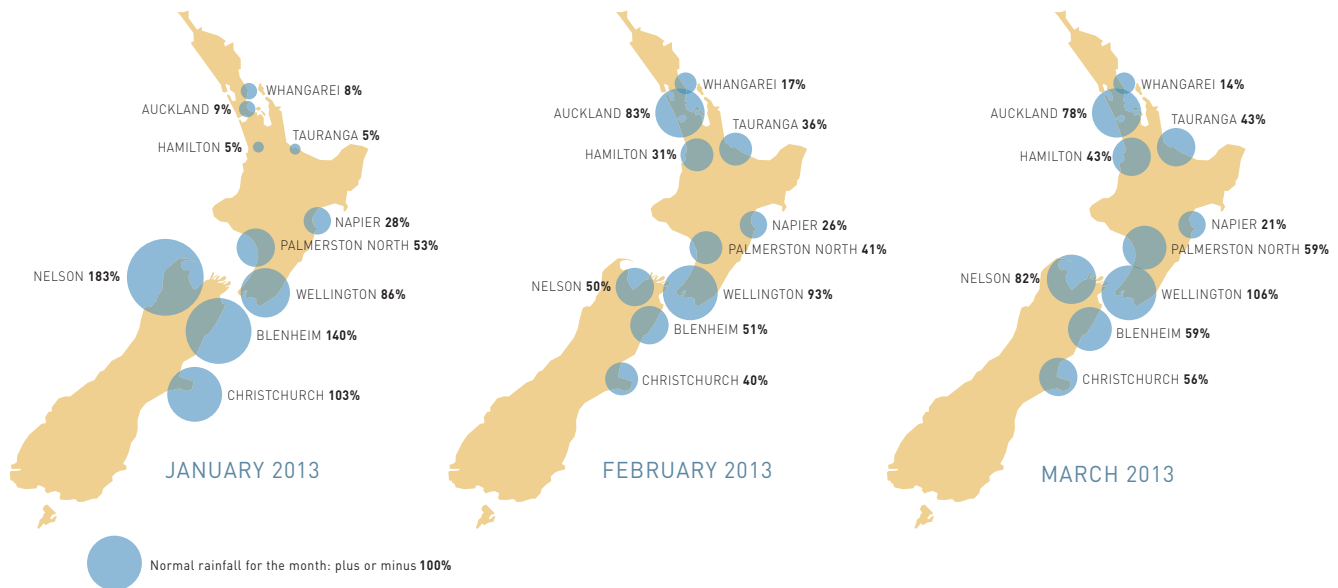 WHANGAREI 8%
AUCKLAND 9%
HAMILTON 5%
TAURANGA 5%
NAPIER 28%
PALMERSTON NORTH 53%
NELSON 183%
WELLINGTON 86%
BLENHEIM 140%
CHRISTCHURCH 103%
JANUARY 2013
WHANGAREI 17%
AUCKLAND 83%
TAURANGA 36%
HAMILTON 31%
NAPIER 26%
PALMERSTON NORTH 41%
NELSON 50%
WELLINGTON 93%
BLENHEIM 51%
CHRISTCHURCH 40%
FEBRUARY 2013
WHANGAREI 14%
AUCKLAND 78%
TAURANGA 43%
HAMILTON 43%
NAPIER 21%
PALMERSTON NORTH 59%
NELSON 82%
WELLINGTON 106%
BLENHEIM 59%
CHRISTCHURCH 56%
MARCH 2013
Normal rainfall for the month: plus or minus 100%